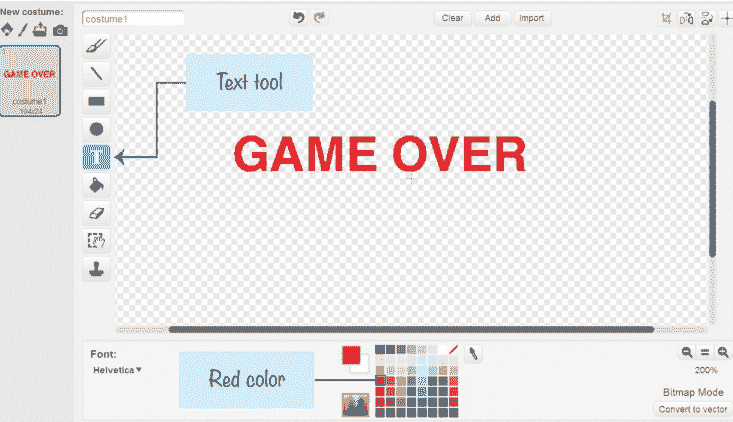 New costume:
costume1
Clear
Add
Import
GAME OVER
costume1
Text tool
T
GAME OVER
Font:
Helvetica
Red color
200%
Bitmap Mode
Convert to vector